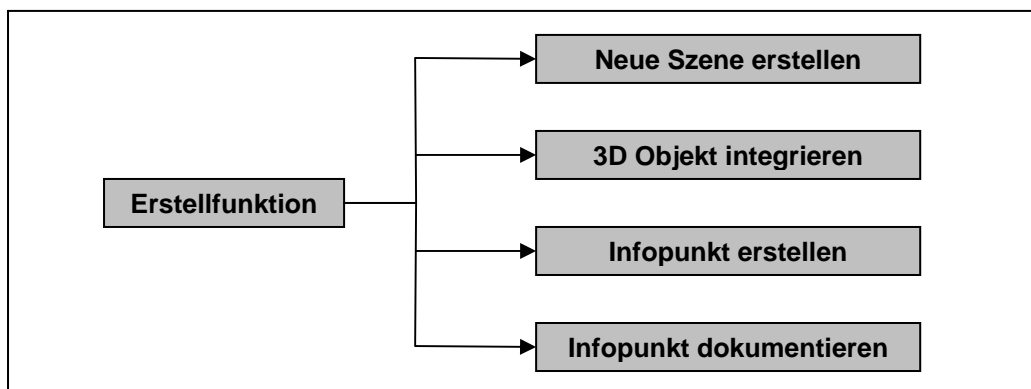 Neue Szene erstellen
3D Objekt integrieren
Erstellfunktion
Infopunkt erstellen
Infopunkt dokumentieren